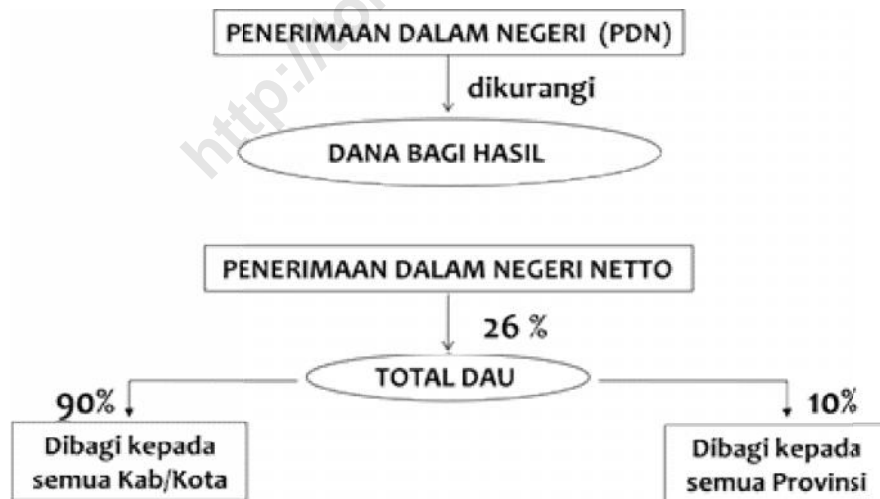 PENERIMAAN DALAM NEGERI (PDN)
dikurangi
DANA BAGI HASIL
PENERIMAAN DALAM NEGERI NETTO
26 %
TOTAL DAU
90%
10%
Dibagi kepada
semua Kab/Kota
Dibagi kepada
semua Provinsi